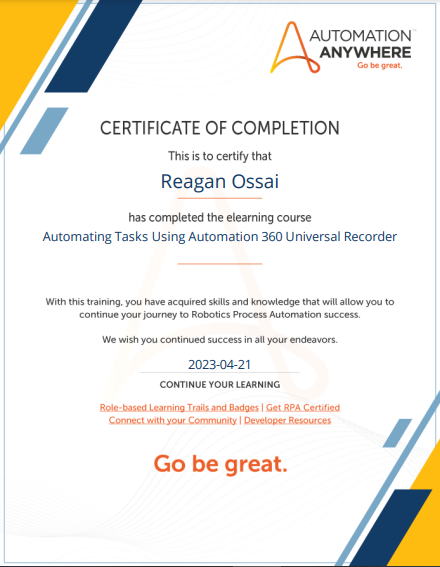 AUTOMATION
ANYWHERE
Go be great.
CERTIFICATE OF COMPLETION
This is to certify that
Reagan Ossai
has completed the elearning course
Automating Tasks Using Automation 360 Universal Recorder
With this training, you have acquired skills and knowledge that will allow you to
continue your journey to Robotics Process Automation success.
We wish you continued success in all your endeavors.
2023-04-21
CONTINUE YOUR LEARNING
Role-based Learning Trails and Badges | Get RPA Certified
Connect with your Community | Developer Resources
Go be great.